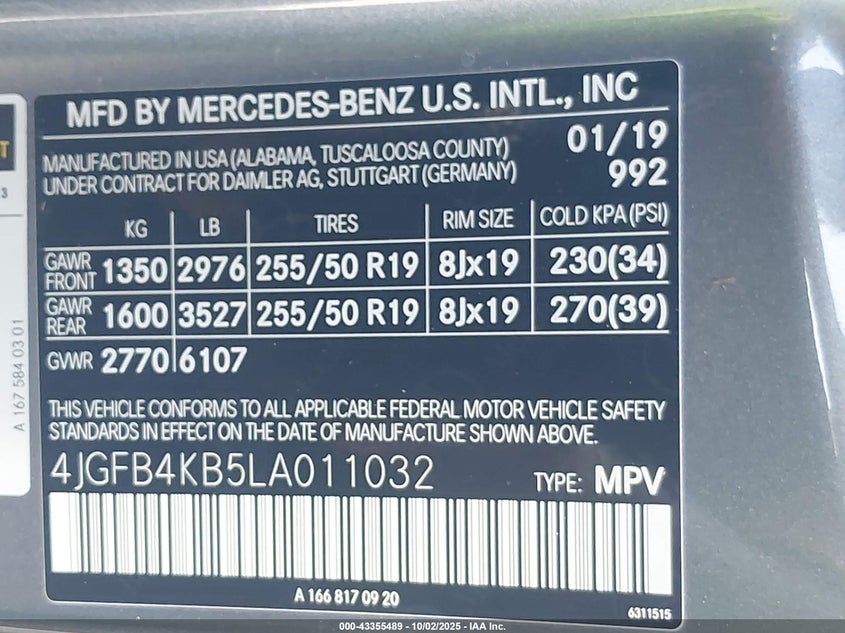 MFD BY MERCEDES-BENZ U.S. INTL., INC
MANUFACTURED IN USA (ALABAMA, TUSCALOOSA COUNTY) 01/19
UNDER CONTRACT FOR DAIMLER AG, STUTTGART (GERMANY) 992
KG LB TIRES RIM SIZE COLD KPA (PSI)
GAWR FRONT 1350 2976 255/50 R19 8Jx19 230(34)
GAWR REAR 1600 3527 255/50 R19 8Jx19 270(39)
GVWR 2770 6107
THIS VEHICLE CONFORMS TO ALL APPLICABLE FEDERAL MOTOR VEHICLE SAFETY
STANDARDS IN EFFECT ON THE DATE OF MANUFACTURE SHOWN ABOVE.
4JGFB4KB5LA011032 TYPE: MPV
A 166 817 09 20
6311515
T
3
A 167 584 03 01
000-43355489 - 10/02/2025 - IAA Inc.